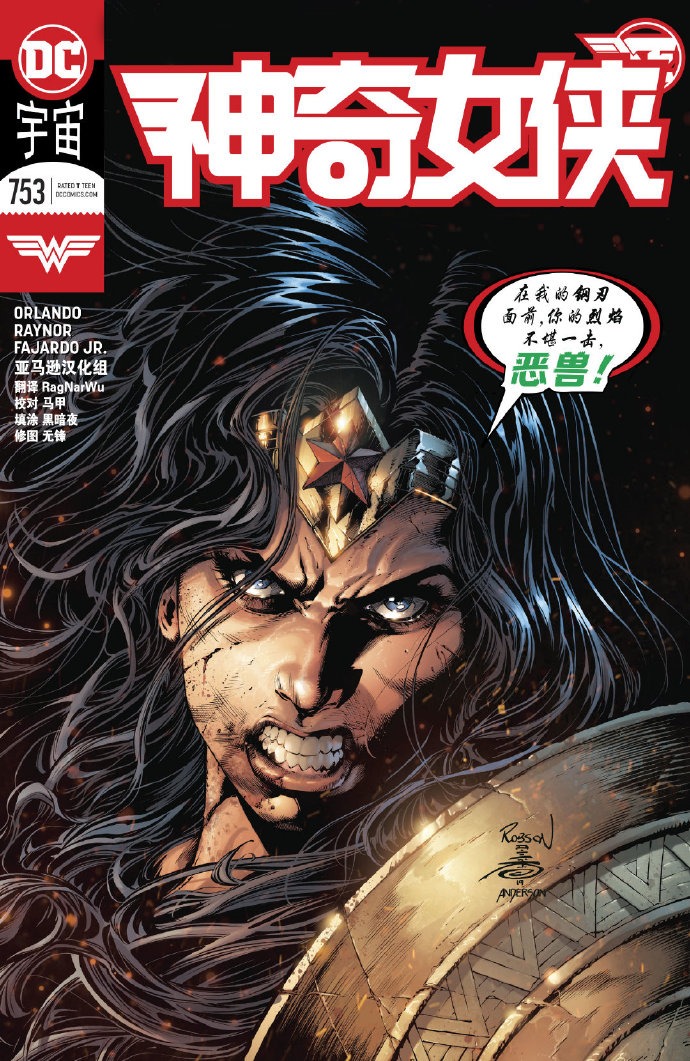 DC
宇宙
753
RATED T TEEN
DCCOMICS.COM
神奇女侠
ORLANDO
RAYNOR
FAJARDO JR.
亚马逊汉化组
翻译 RagNarWu
校对 马甲
填涂 黑暗夜
修图 无锋
在我的钢刃
面前,你的烈焰
不堪一击,
恶兽!
ROBSON
19
ANDERSON